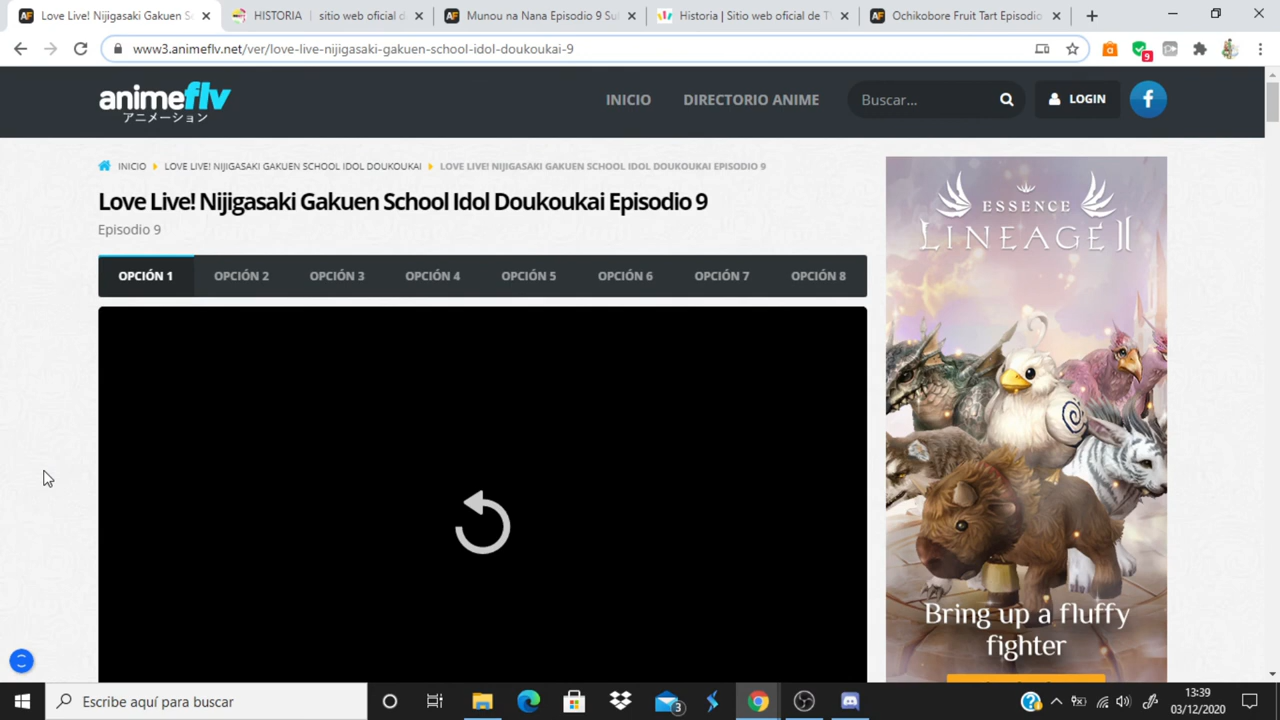 Love Live! Nijigasaki Gakuen S
HISTORIA | sitio web oficial d
Munou na Nana Episodio 9 Su
Historia | Sitio web oficial de TV
Ochikobore Fruit Tart Episodio
www3.animeflv.net/ver/love-live-nijigasaki-gakuen-school-idol-doukoukai-9
9
animeflv
アニメーション
INICIO
DIRECTORIO ANIME
Buscar...
LOGIN
INICIO
LOVE LIVE! NIJIGASAKI GAKUEN SCHOOL IDOL DOUKOUKAI
LOVE LIVE! NIJIGASAKI GAKUEN SCHOOL IDOL DOUKOUKAI EPISODIO 9
Love Live! Nijigasaki Gakuen School Idol Doukoukai Episodio 9
Episodio 9
OPCIÓN 1
OPCIÓN 2
OPCIÓN 3
OPCIÓN 4
OPCIÓN 5
OPCIÓN 6
OPCIÓN 7
OPCIÓN 8
ESSENCE
LINEAGE II
Bring up a fluffy
fighter
Escribe aquí para buscar
3
13:39
03/12/2020